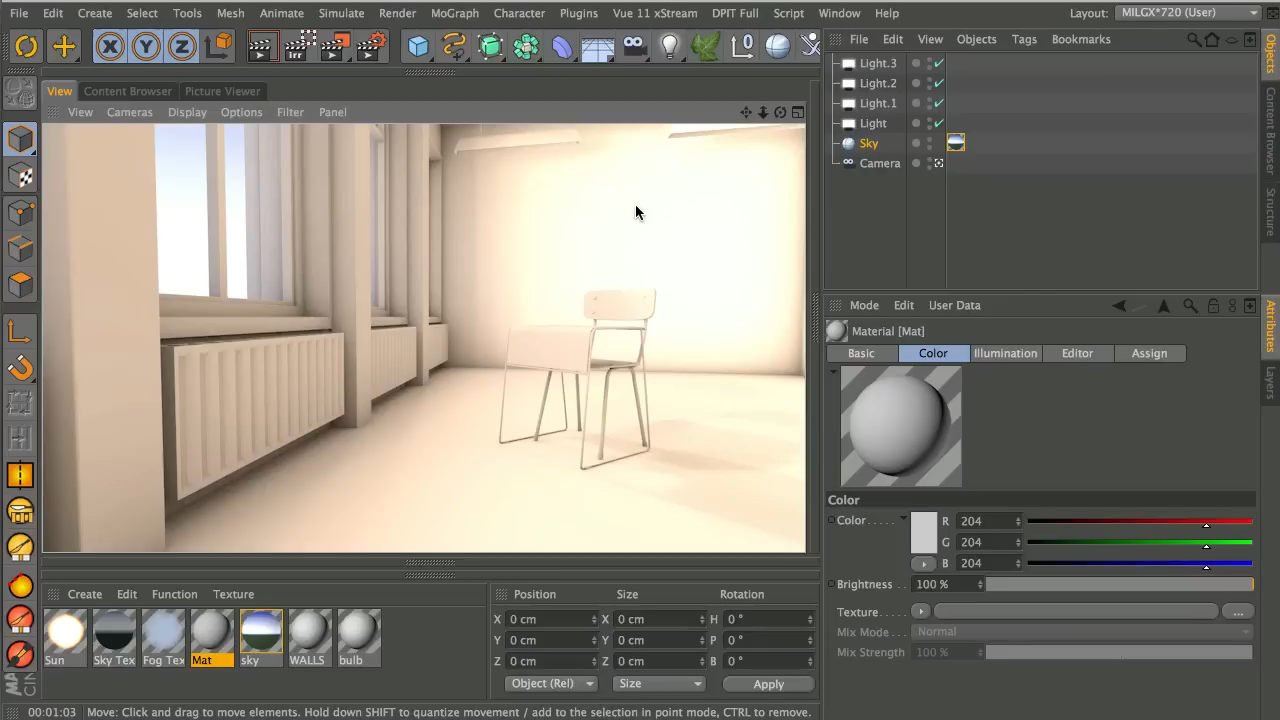 File Edit Create Select Tools Mesh Animate Simulate Render MoGraph Character Plugins Vue 11 xStream DPIT Full Script Window Help Layout: MILGX*720 (User)
File Edit View Objects Tags Bookmarks
View Content Browser Picture Viewer
View Cameras Display Options Filter Panel
Light.3
Light.2
Light.1
Light
Sky
Camera
Objects
Content Browser
Structure
Mode Edit User Data
Material [Mat]
Basic Color Illumination Editor Assign
Attributes
Layers
Color
Color..... R 204
G 204
B 204
Brightness .. 100 %
Texture..... ...
Mix Mode.. Normal
Mix Strength 100 %
Create Edit Function Texture
Sun Sky Tex Fog Tex Mat sky WALLS bulb
Position Size Rotation
X 0 cm X 0 cm H 0 °
Y 0 cm Y 0 cm P 0 °
Z 0 cm Z 0 cm B 0 °
Object (Rel) Size Apply
00:01:03 Move: Click and drag to move elements. Hold down SHIFT to quantize movement / add to the selection in point mode, CTRL to remove.